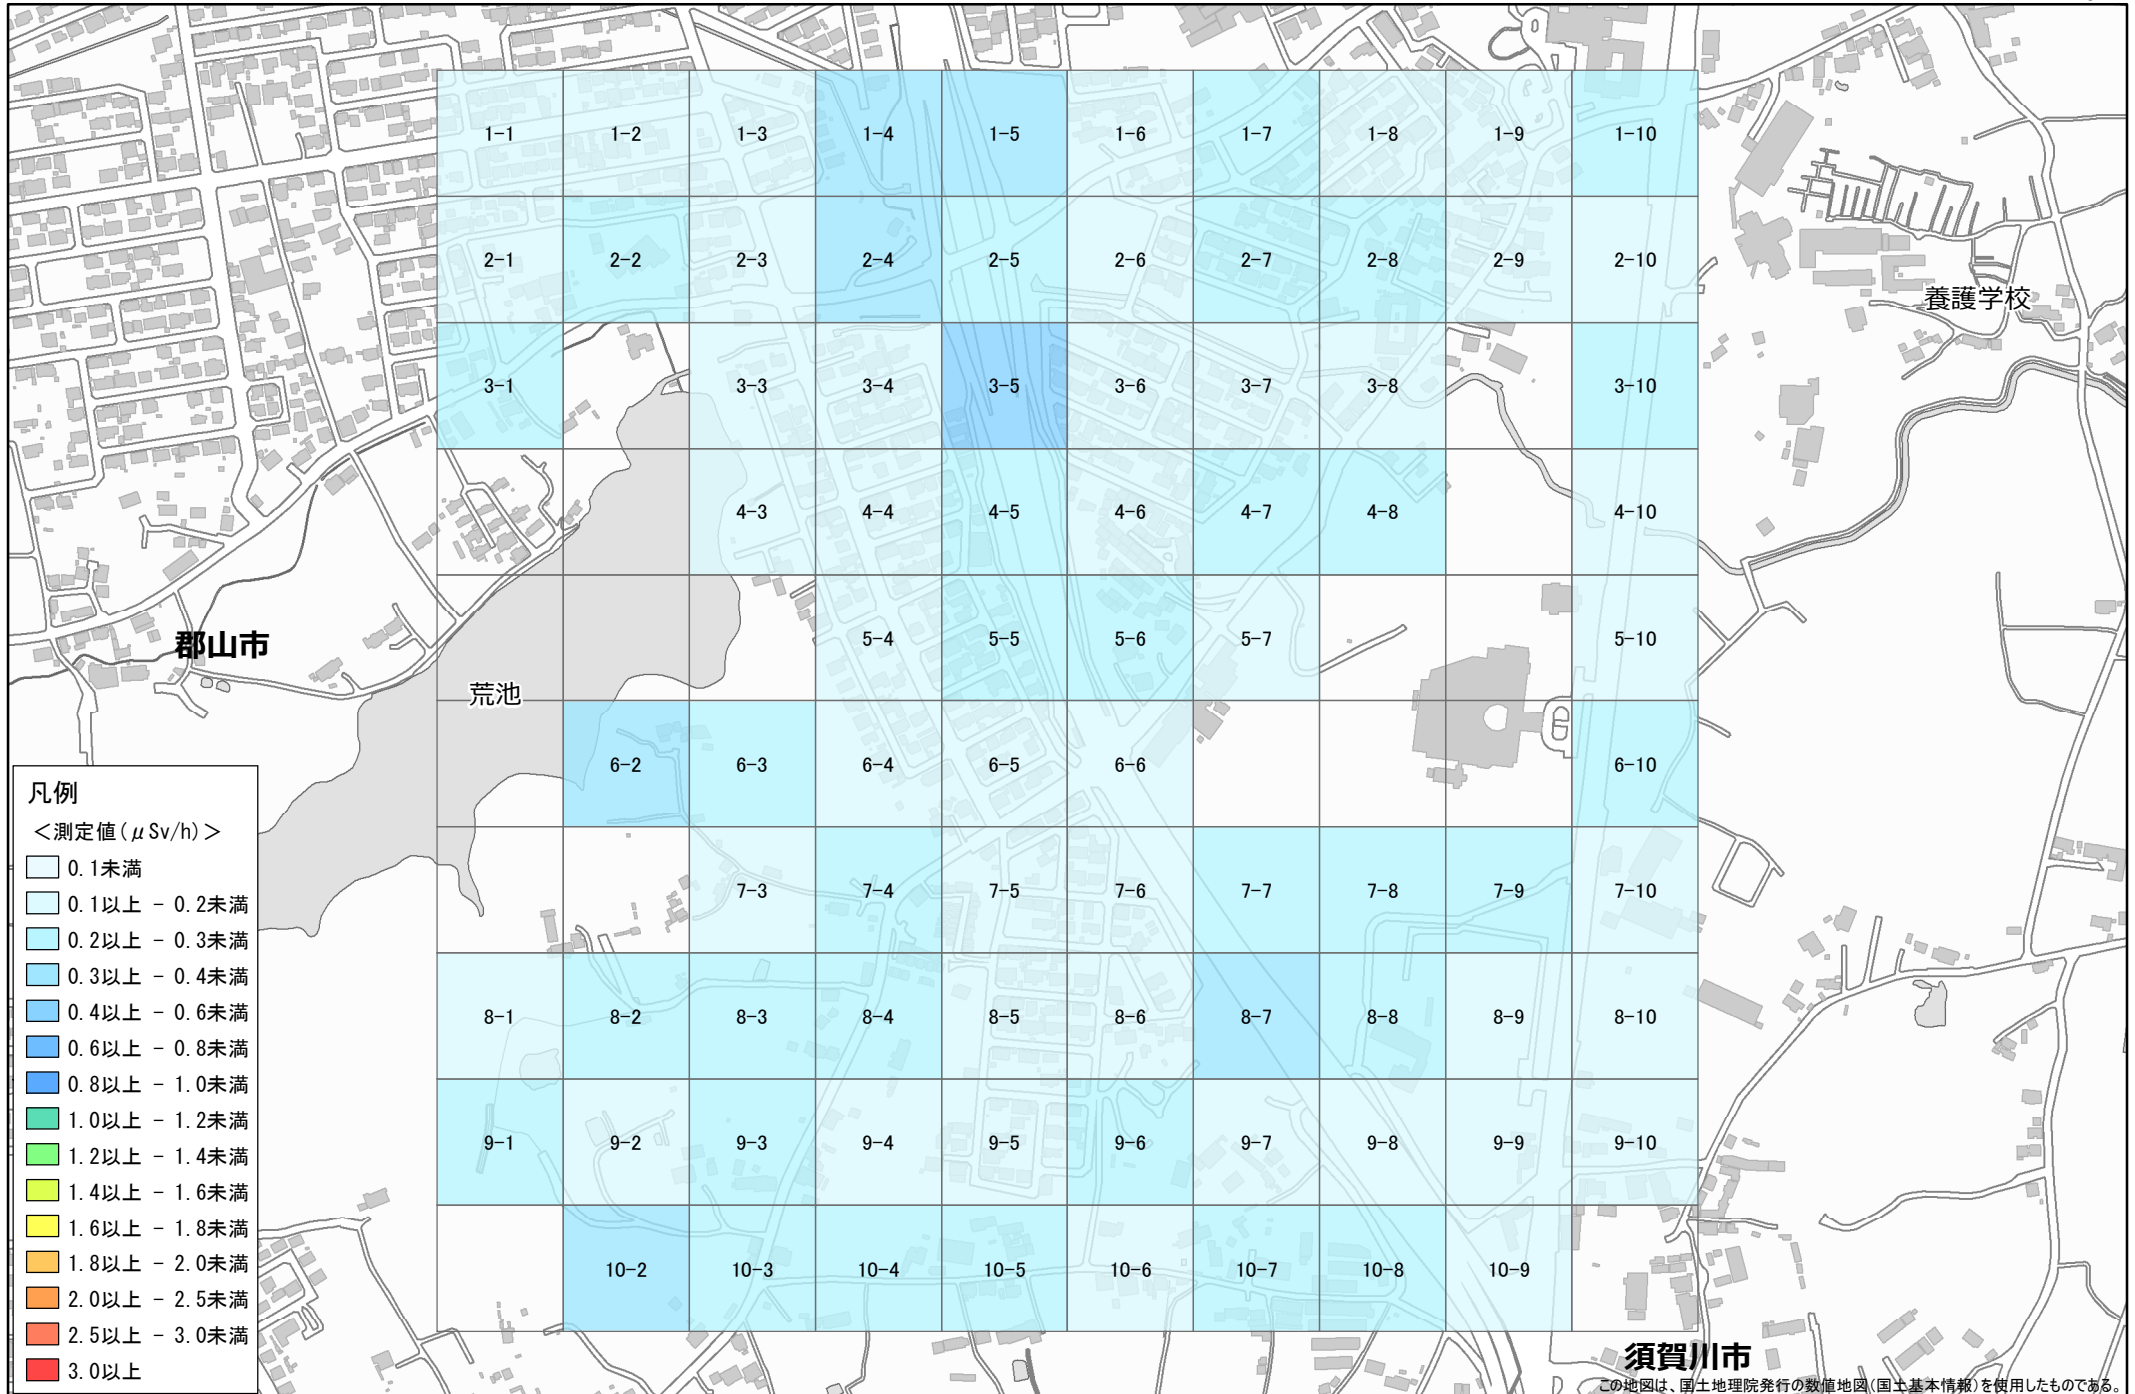 1-1 1-2 1-3 1-4 1-5 1-6 1-7 1-8 1-9 1-10
2-1 2-2 2-3 2-4 2-5 2-6 2-7 2-8 2-9 2-10
養護学校
3-1 3-3 3-4 3-5 3-6 3-7 3-8 3-10
4-3 4-4 4-5 4-6 4-7 4-8 4-10
郡山市
5-4 5-5 5-6 5-7 5-10
荒池
6-2 6-3 6-4 6-5 6-6 6-10
7-3 7-4 7-5 7-6 7-7 7-8 7-9 7-10
8-1 8-2 8-3 8-4 8-5 8-6 8-7 8-8 8-9 8-10
9-1 9-2 9-3 9-4 9-5 9-6 9-7 9-8 9-9 9-10
10-2 10-3 10-4 10-5 10-6 10-7 10-8 10-9
凡例
<測定値(μSv/h)>
0.1未満
0.1以上 - 0.2未満
0.2以上 - 0.3未満
0.3以上 - 0.4未満
0.4以上 - 0.6未満
0.6以上 - 0.8未満
0.8以上 - 1.0未満
1.0以上 - 1.2未満
1.2以上 - 1.4未満
1.4以上 - 1.6未満
1.6以上 - 1.8未満
1.8以上 - 2.0未満
2.0以上 - 2.5未満
2.5以上 - 3.0未満
3.0以上
須賀川市
この地図は、国土地理院発行の数値地図(国土基本情報)を使用したものである。